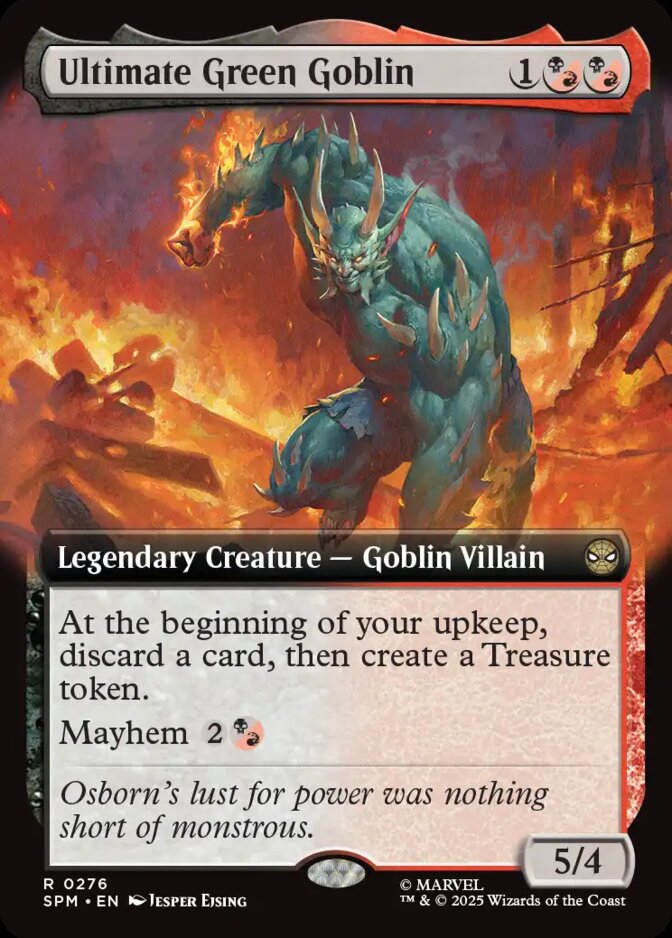 Ultimate Green Goblin 1
Legendary Creature — Goblin Villain
At the beginning of your upkeep,
discard a card, then create a Treasure
token.
Mayhem 2
Osborn's lust for power was nothing
short of monstrous.
5/4
R 0276
SPM • EN Jesper Ejsing
© MARVEL
™ & © 2025 Wizards of the Coast